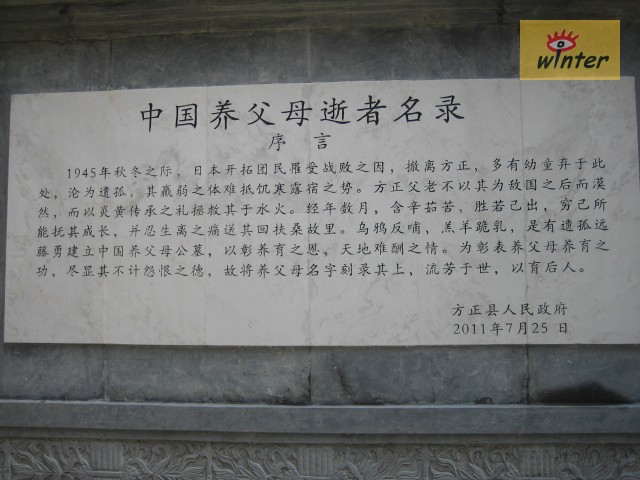 winter
中国养父母逝者名录
序 言
1945年秋冬之际，日本开拓团民罹受战败之因，撤离方正，多有幼童弃于此
处，沦为遗孤，其羸弱之体难抵饥寒露宿之势。方正父老不以其为敌国之后而漠
然，而以炎黄传承之礼拯救其于水火。经年数月，含辛茹苦，胜若己出，穷己所
能抚其成长，并忍生离之痛送其回扶桑故里。乌鸦反哺，羔羊跪乳，是有遗孤远
藤勇建立中国养父母公墓，以彰养育之恩，天地难酬之情。为彰表养父母养育之
功，尽显其不计怨恨之德，故将养父母名字刻录其上，流芳于世，以育后人。
方正县人民政府
2011年7月25 日